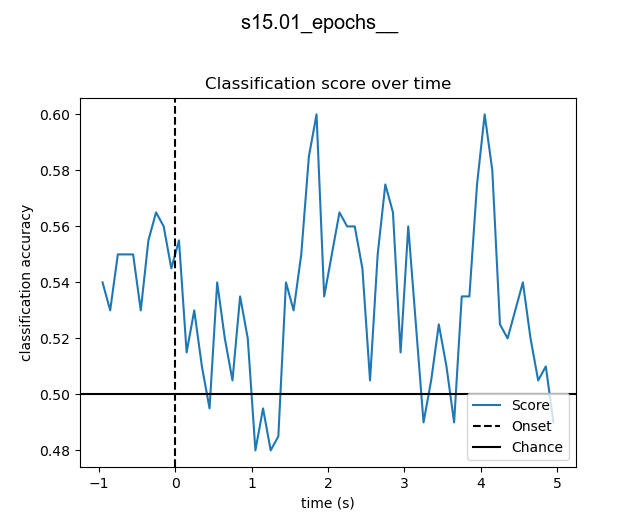 s15.01_epochs__
Classification score over time
classification accuracy
0.60
0.58
0.56
0.54
0.52
0.50
0.48
Score
Onset
Chance
−1
0
1
2
3
4
5
time (s)